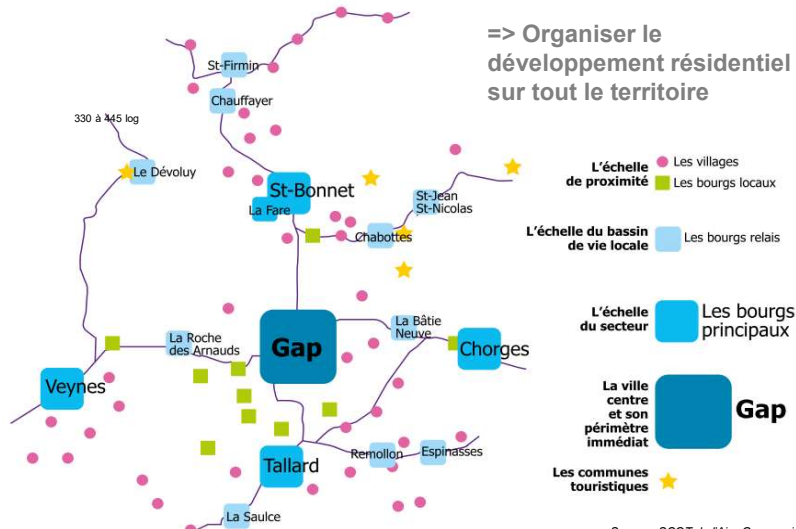 => Organiser le
développement résidentiel
sur tout le territoire
St-Firmin
Chauffayer
330 à 445 log
Le Dévoluy
St-Bonnet
La Fare
St-Jean
St-Nicolas
Chabottes
La Roche
des Arnauds
Gap
La Bâtie
Neuve
Chorges
Veynes
Tallard
Remollon
Espinasses
La Saulce
L'échelle
de proximité
Les villages
Les bourgs locaux
L'échelle du bassin
de vie locale
Les bourgs relais
L'échelle
du secteur
Les bourgs
principaux
La ville
centre
et son
périmètre
immédiat
Gap
Les communes
touristiques